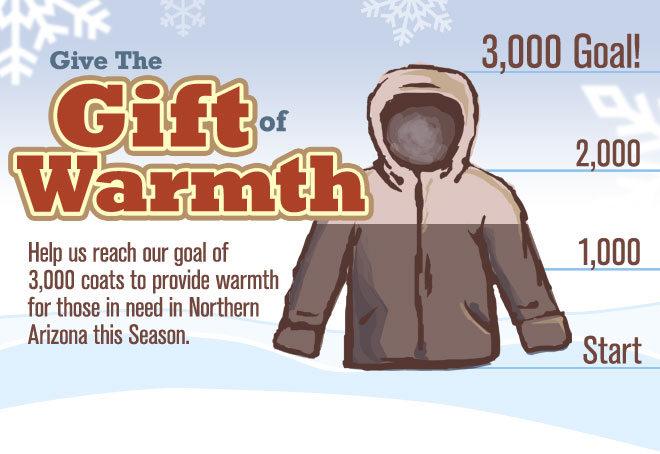 Give The
Gift of
Warmth
Help us reach our goal of
3,000 coats to provide warmth
for those in need in Northern
Arizona this Season.
3,000 Goal!
2,000
1,000
Start